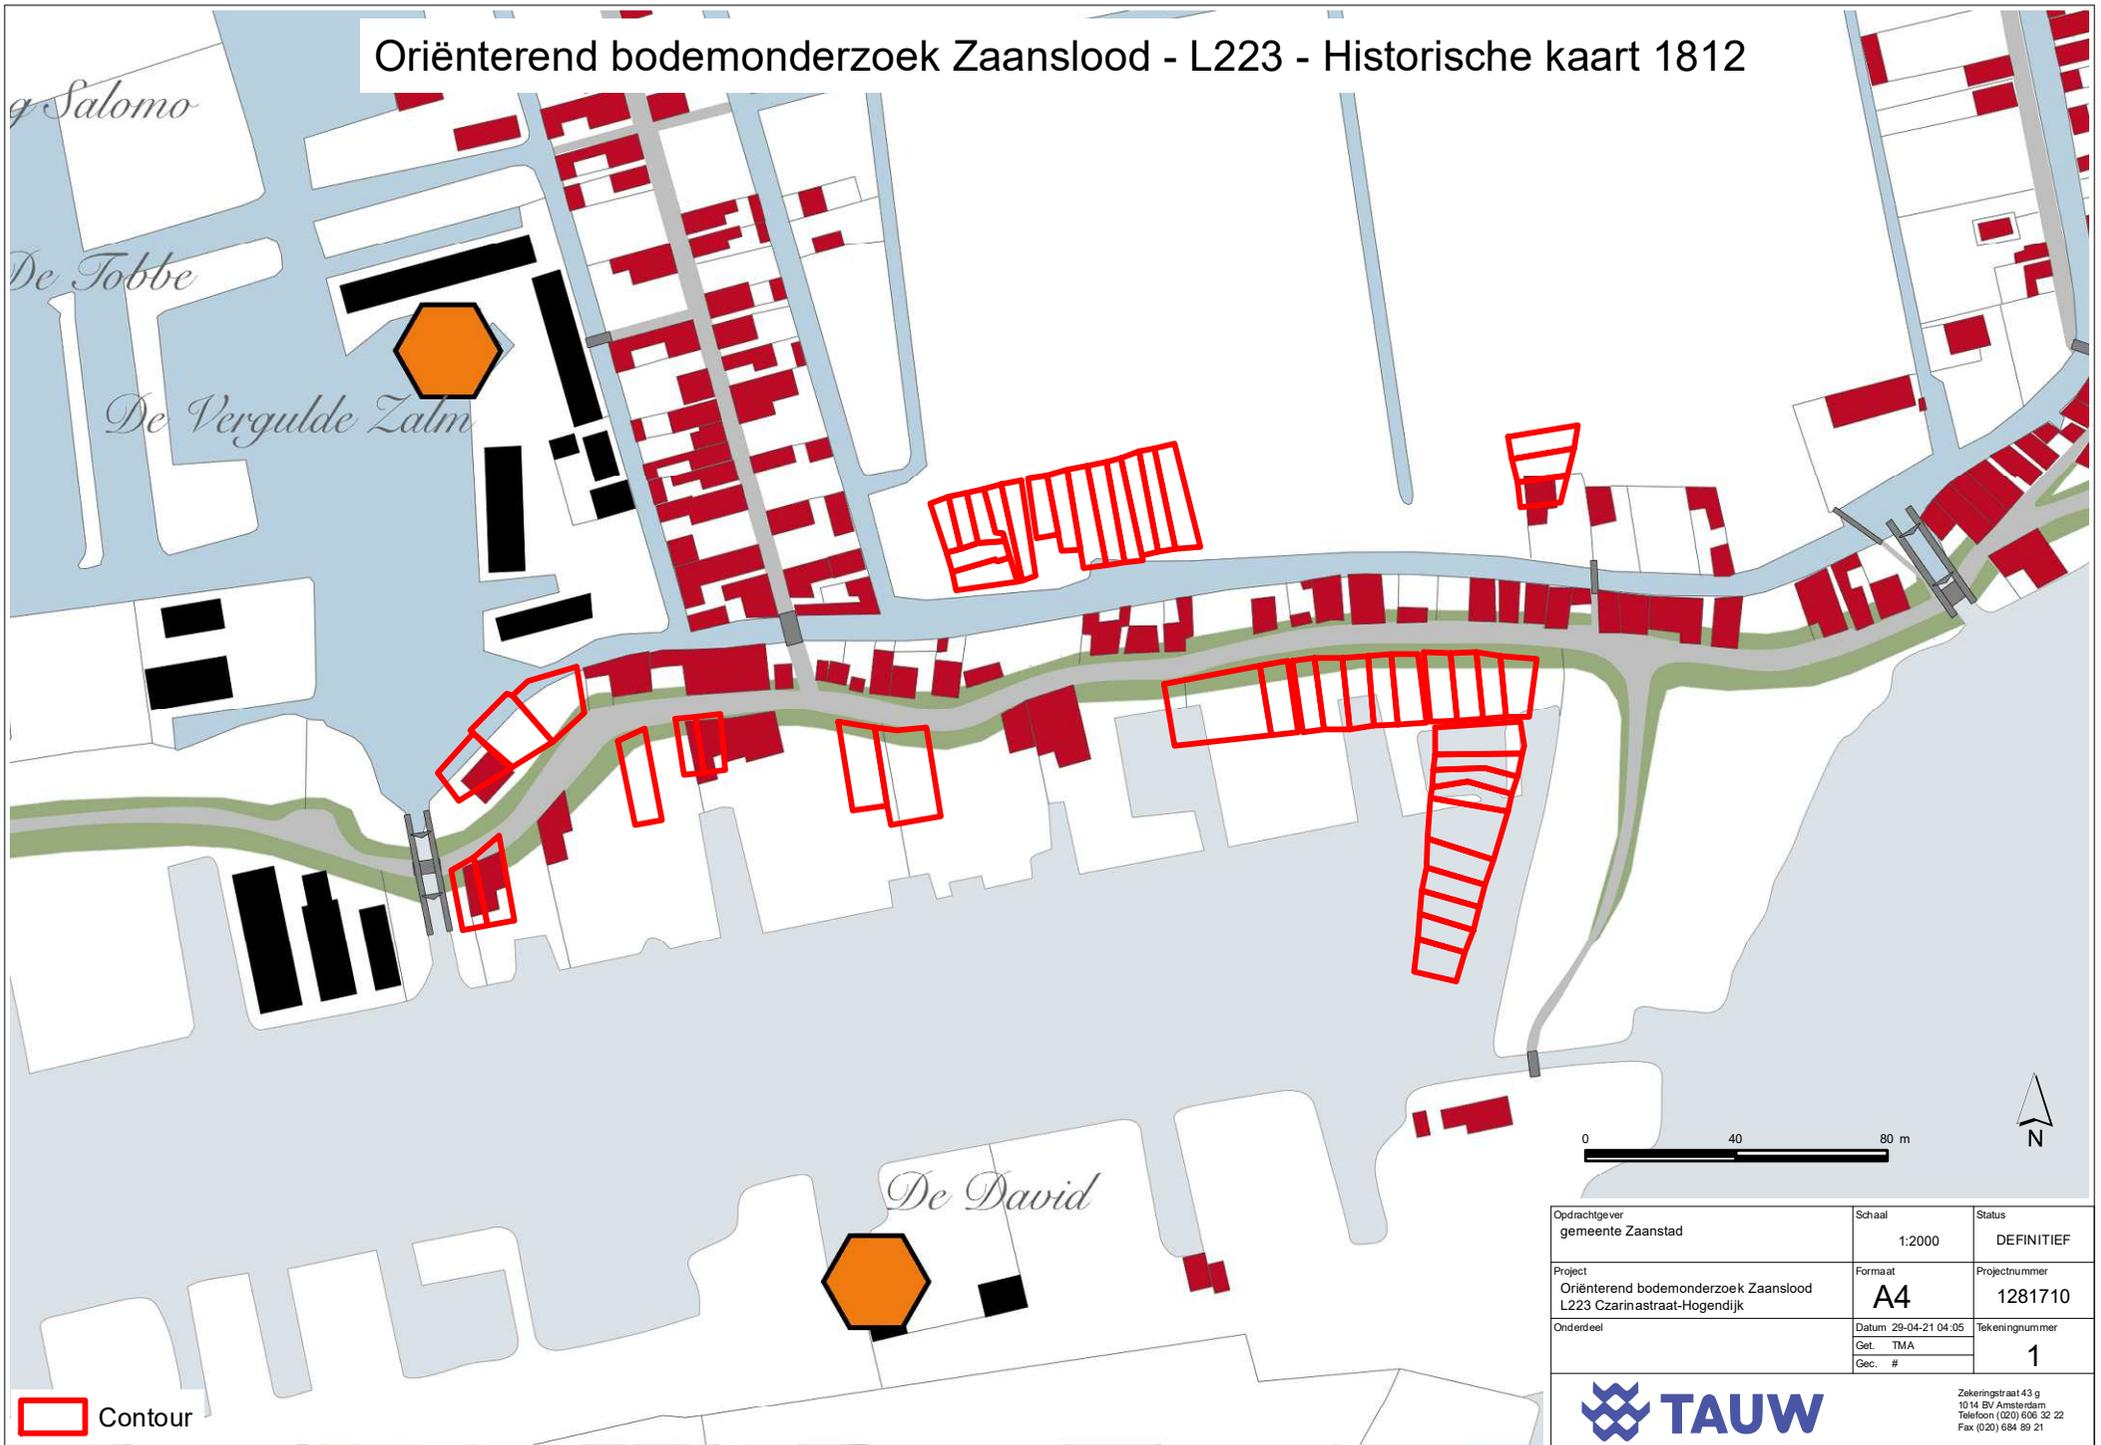 Oriënterend bodemonderzoek Zaanslood - L223 - Historische kaart 1812
g Salomo
De Tobbe
De Vergulde Zalm
De David
0 40 80 m
N
Contour
Opdrachtgever
gemeente Zaanstad
Schaal
1:2000
Status
DEFINITIEF
Project
Oriënterend bodemonderzoek Zaanslood
L223 Czarinastraat-Hogendijk
Formaat
A4
Projectnummer
1281710
Onderdeel
Datum 29-04-21 04:05
Get. TMA
Gec. #
Tekeningnummer
1
TAUW
Zekeringstraat 43 g
1014 BV Amsterdam
Telefoon (020) 606 32 22
Fax (020) 684 89 21